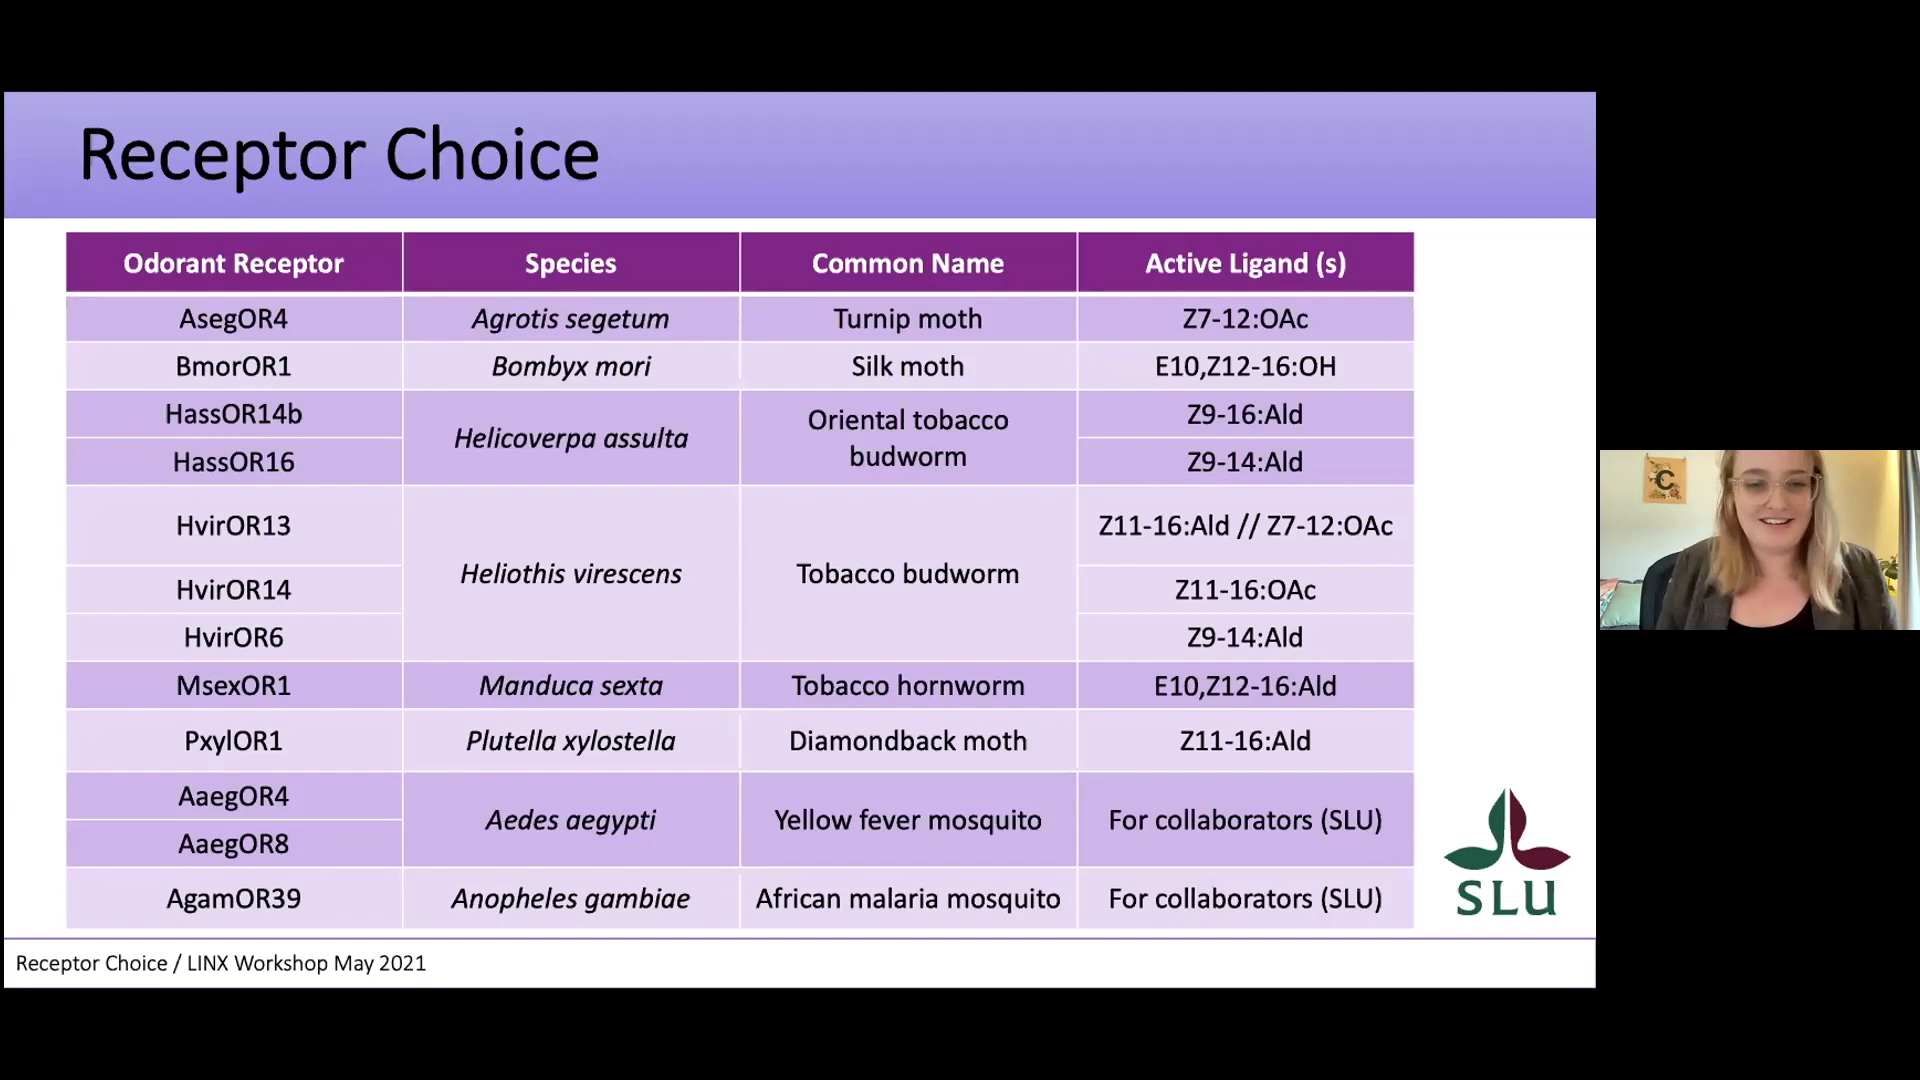 Receptor Choice
Odorant Receptor Species Common Name Active Ligand (s)
AsegOR4 Agrotis segetum Turnip moth Z7-12:OAc
BmorOR1 Bombyx mori Silk moth E10,Z12-16:OH
HassOR14b Helicoverpa assulta Oriental tobacco budworm Z9-16:Ald
HassOR16 Z9-14:Ald
HvirOR13 Heliothis virescens Tobacco budworm Z11-16:Ald // Z7-12:OAc
HvirOR14 Z11-16:OAc
HvirOR6 Z9-14:Ald
MsexOR1 Manduca sexta Tobacco hornworm E10,Z12-16:Ald
PxylOR1 Plutella xylostella Diamondback moth Z11-16:Ald
AaegOR4 Aedes aegypti Yellow fever mosquito For collaborators (SLU)
AaegOR8
AgamOR39 Anopheles gambiae African malaria mosquito For collaborators (SLU)
SLU
Receptor Choice / LINX Workshop May 2021
C